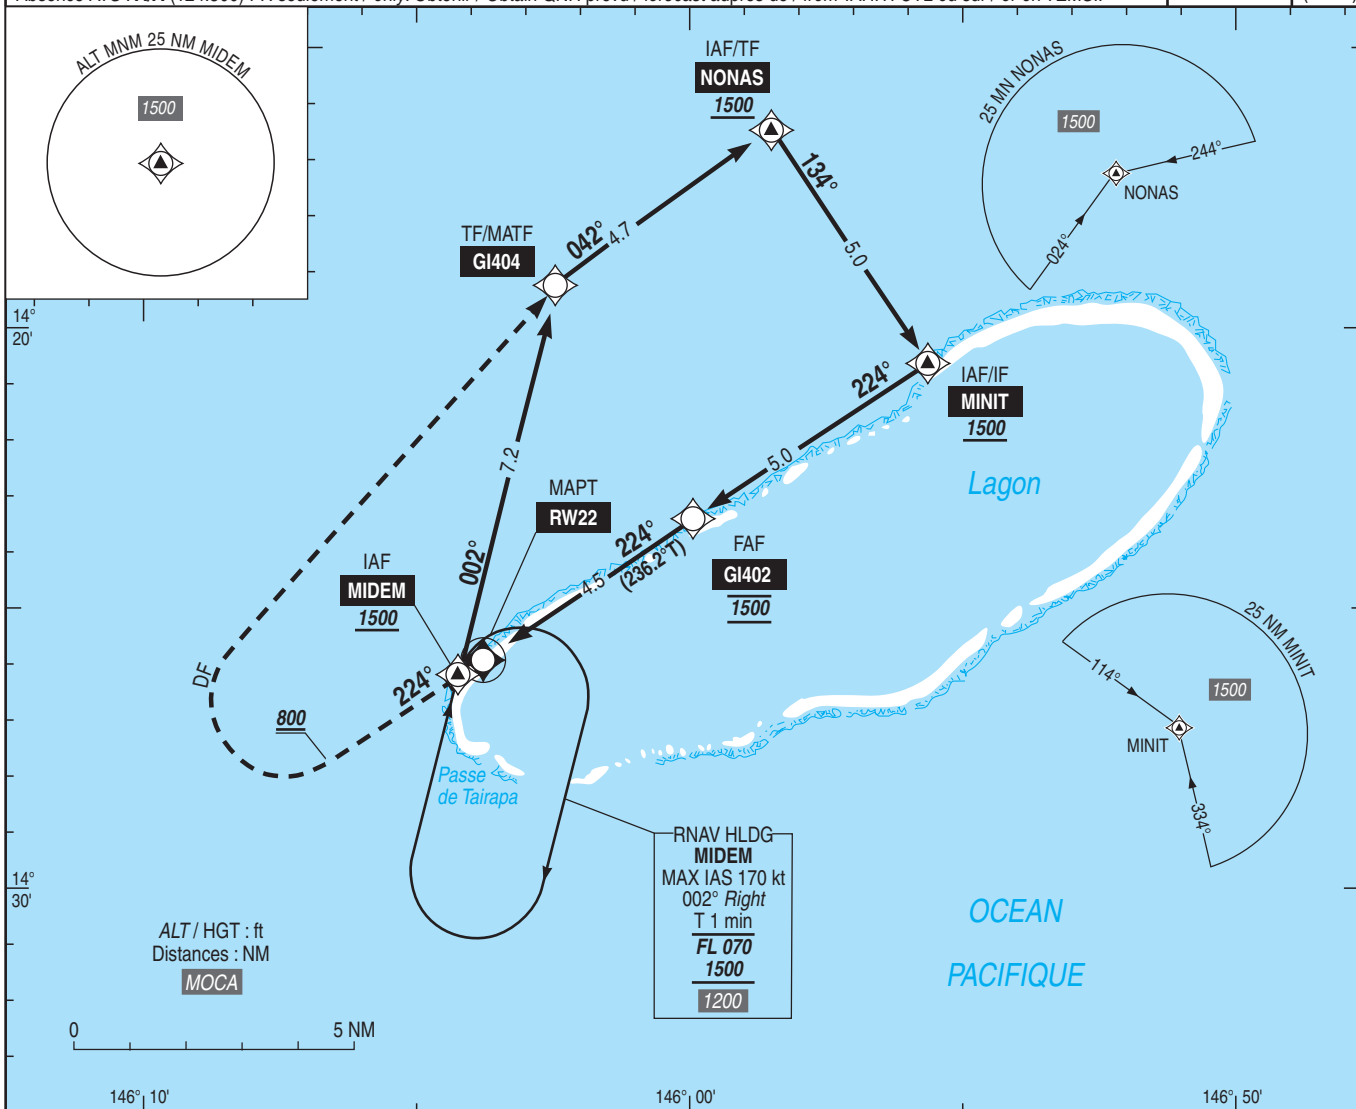 ALT MNM 25 NM MIDEM
1500
IAF/TF
NONAS
1500
25 MN NONAS
1500
244°
NONAS
024°
134°
5.0
TF/MATF
GI404
042°
4.7
14°
20'
224°
IAF/IF
MINIT
1500
5.0
Lagon
7.2
MAPT
RW22
002°
224°
(236.2°T)
4.5
FAF
GI402
1500
IAF
MIDEM
1500
DF
224°
800
Passe
de Tairapa
25 NM MINIT
114°
1500
MINIT
334°
RNAV HLDG
MIDEM
MAX IAS 170 kt
002° Right
T 1 min
FL 070
1500
1200
14°
30'
OCEAN
PACIFIQUE
ALT / HGT : ft
Distances : NM
MOCA
0 5 NM
146° 10' 146° 00' 146° 50'